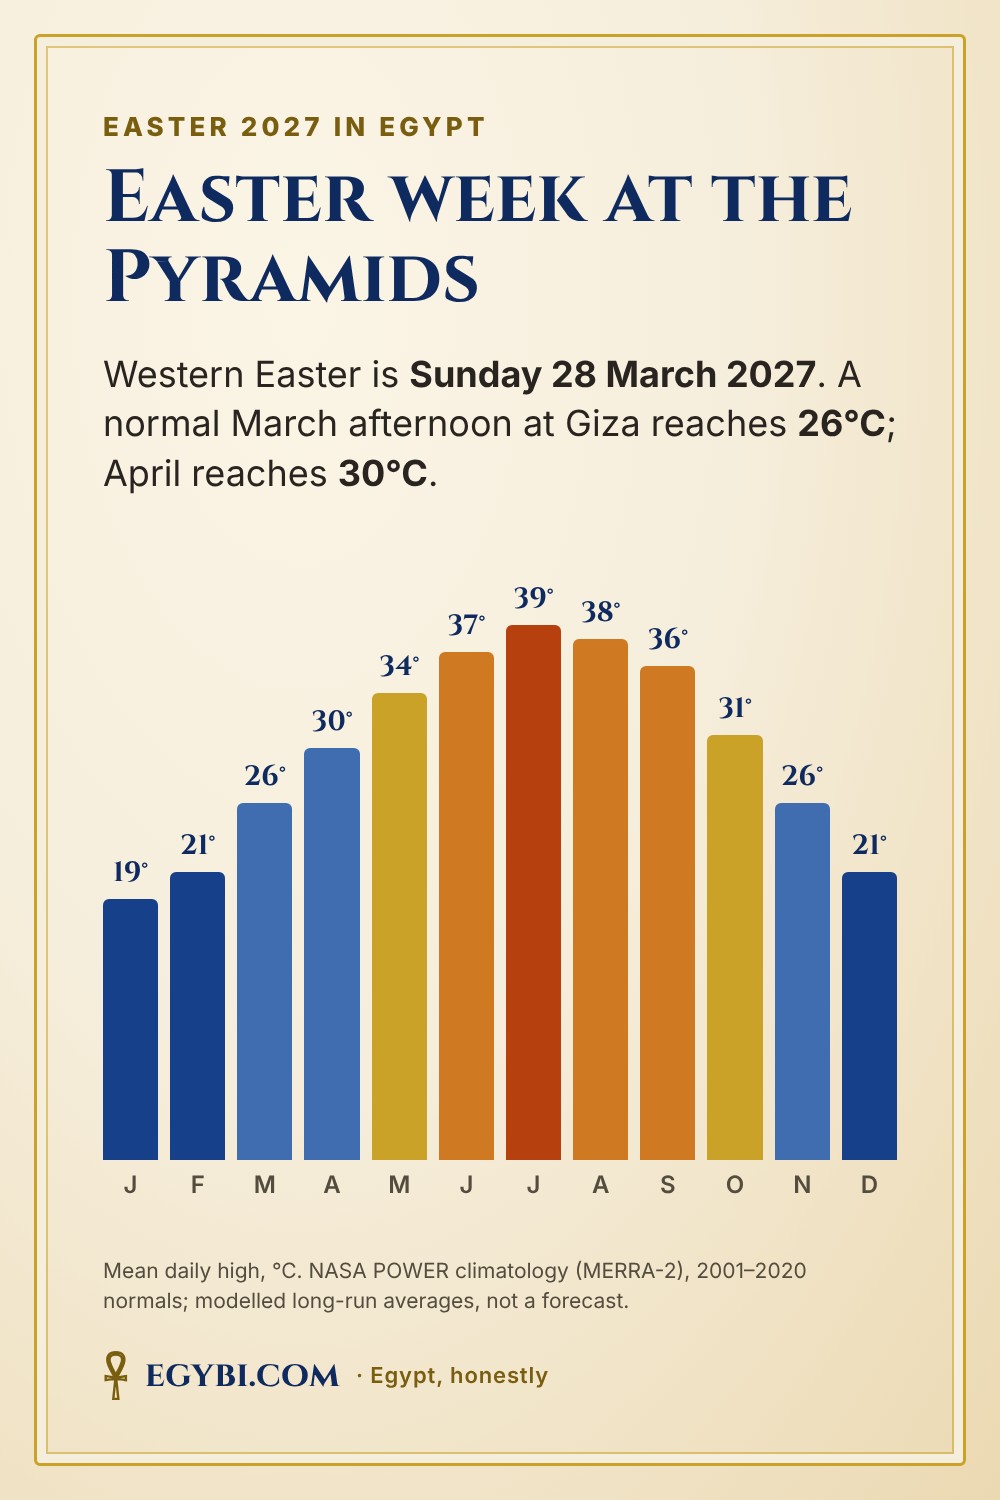 EASTER 2027 IN EGYPT
Easter week at the
Pyramids
Western Easter is Sunday 28 March 2027. A
normal March afternoon at Giza reaches 26°C;
April reaches 30°C.
39°
37° 38°
36°
34°
31°
30°
26° 26°
21° 21°
19°
J F M A M J J A S O N D
Mean daily high, °C. NASA POWER climatology (MERRA-2), 2001–2020
normals; modelled long-run averages, not a forecast.
EGYBI.COM · Egypt, honestly